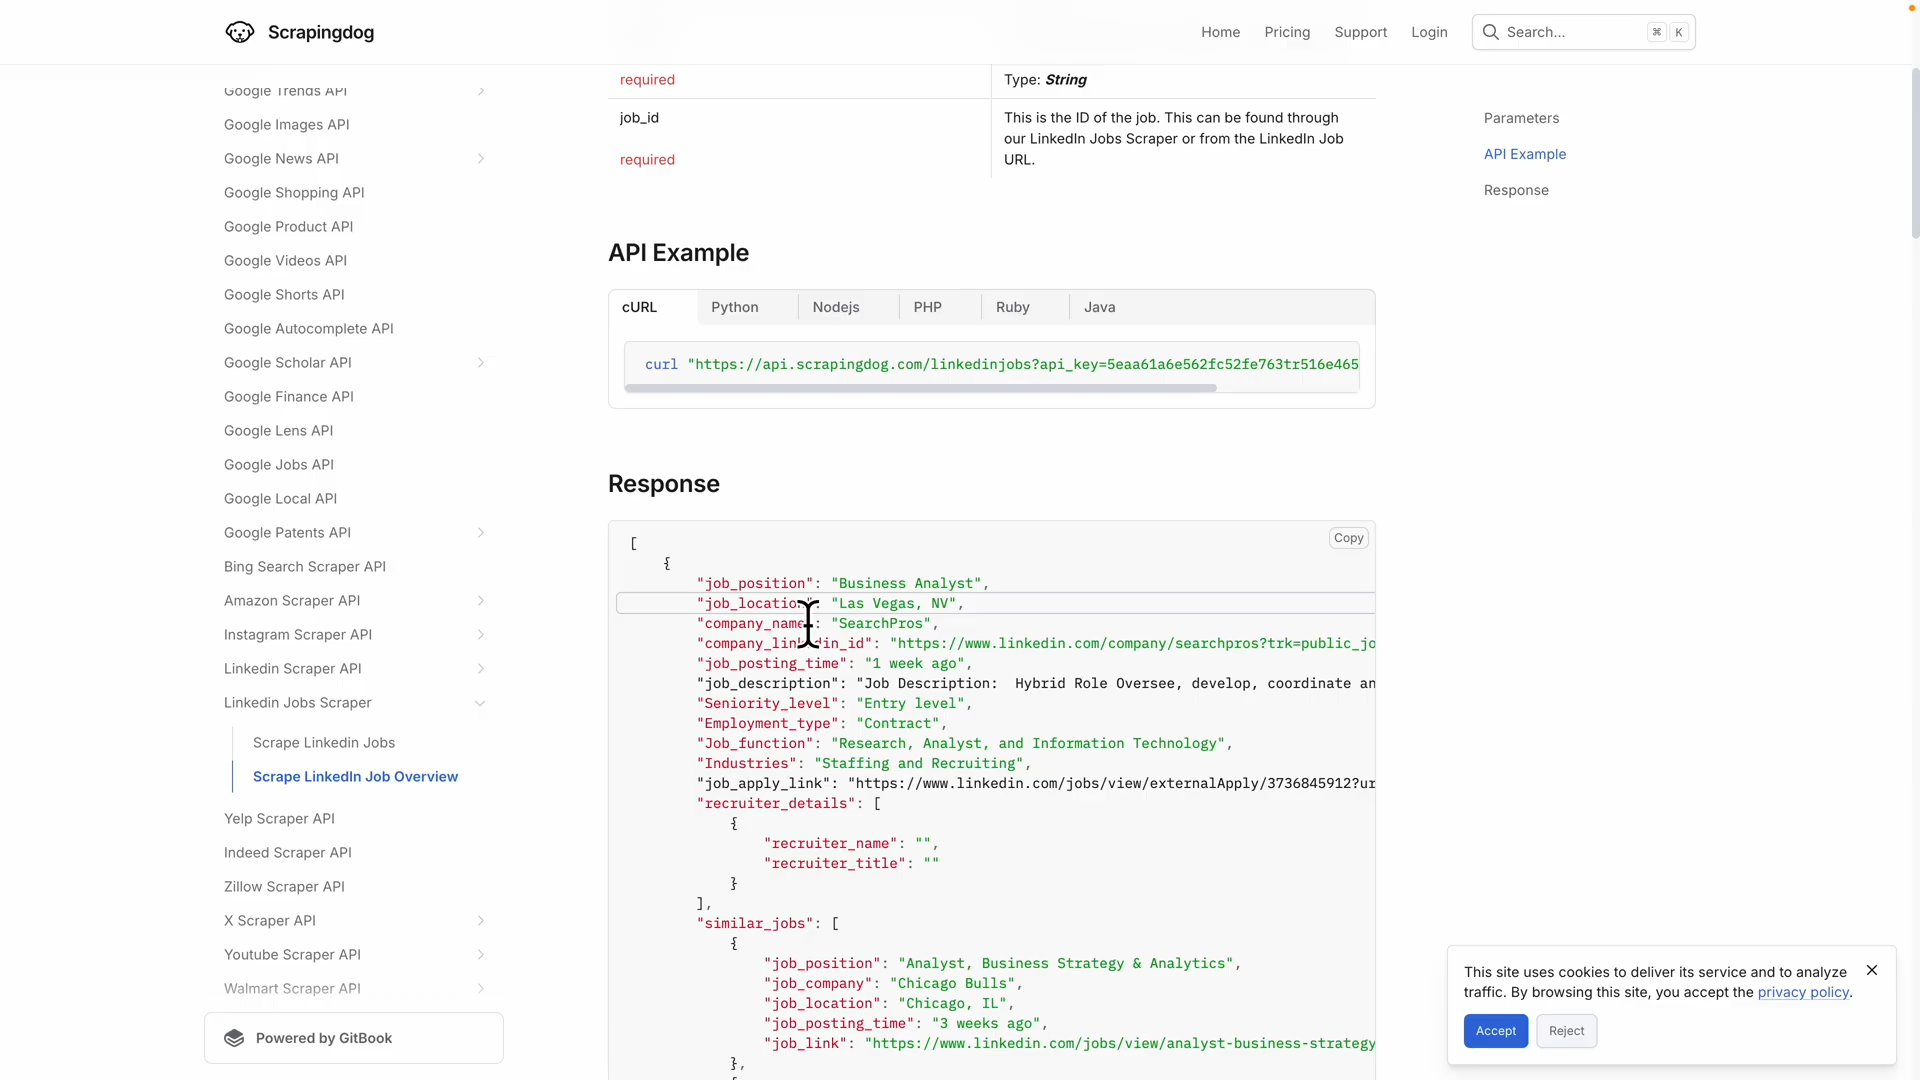 Scrapingdog
Home
Pricing
Support
Login
Search...
⌘
K
Google Trends API
Google Images API
Google News API
Google Shopping API
Google Product API
Google Videos API
Google Shorts API
Google Autocomplete API
Google Scholar API
Google Finance API
Google Lens API
Google Jobs API
Google Local API
Google Patents API
Bing Search Scraper API
Amazon Scraper API
Instagram Scraper API
Linkedin Scraper API
Linkedin Jobs Scraper
Scrape Linkedin Jobs
Scrape LinkedIn Job Overview
Yelp Scraper API
Indeed Scraper API
Zillow Scraper API
X Scraper API
Youtube Scraper API
Walmart Scraper API
Powered by GitBook
required
Type: String
job_id
required
This is the ID of the job. This can be found through
our LinkedIn Jobs Scraper or from the LinkedIn Job
URL.
API Example
cURL
Python
Nodejs
PHP
Ruby
Java
curl "https://api.scrapingdog.com/linkedinjobs?api_key=5eaa61a6e562fc52fe763tr516e465
Response
Copy
[
{
"job_position": "Business Analyst",
"job_location": "Las Vegas, NV",
"company_name": "SearchPros",
"company_linkedin_id": "https://www.linkedin.com/company/searchpros?trk=public_jo
"job_posting_time": "1 week ago",
"job_description": "Job Description:  Hybrid Role Oversee, develop, coordinate an
"Seniority_level": "Entry level",
"Employment_type": "Contract",
"Job_function": "Research, Analyst, and Information Technology",
"Industries": "Staffing and Recruiting",
"job_apply_link": "https://www.linkedin.com/jobs/view/externalApply/3736845912?ur
"recruiter_details": [
{
"recruiter_name": "",
"recruiter_title": ""
}
],
"similar_jobs": [
{
"job_position": "Analyst, Business Strategy & Analytics",
"job_company": "Chicago Bulls",
"job_location": "Chicago, IL",
"job_posting_time": "3 weeks ago",
"job_link": "https://www.linkedin.com/jobs/view/analyst-business-strategy
},
Parameters
API Example
Response
This site uses cookies to deliver its service and to analyze
traffic. By browsing this site, you accept the privacy policy.
Accept
Reject